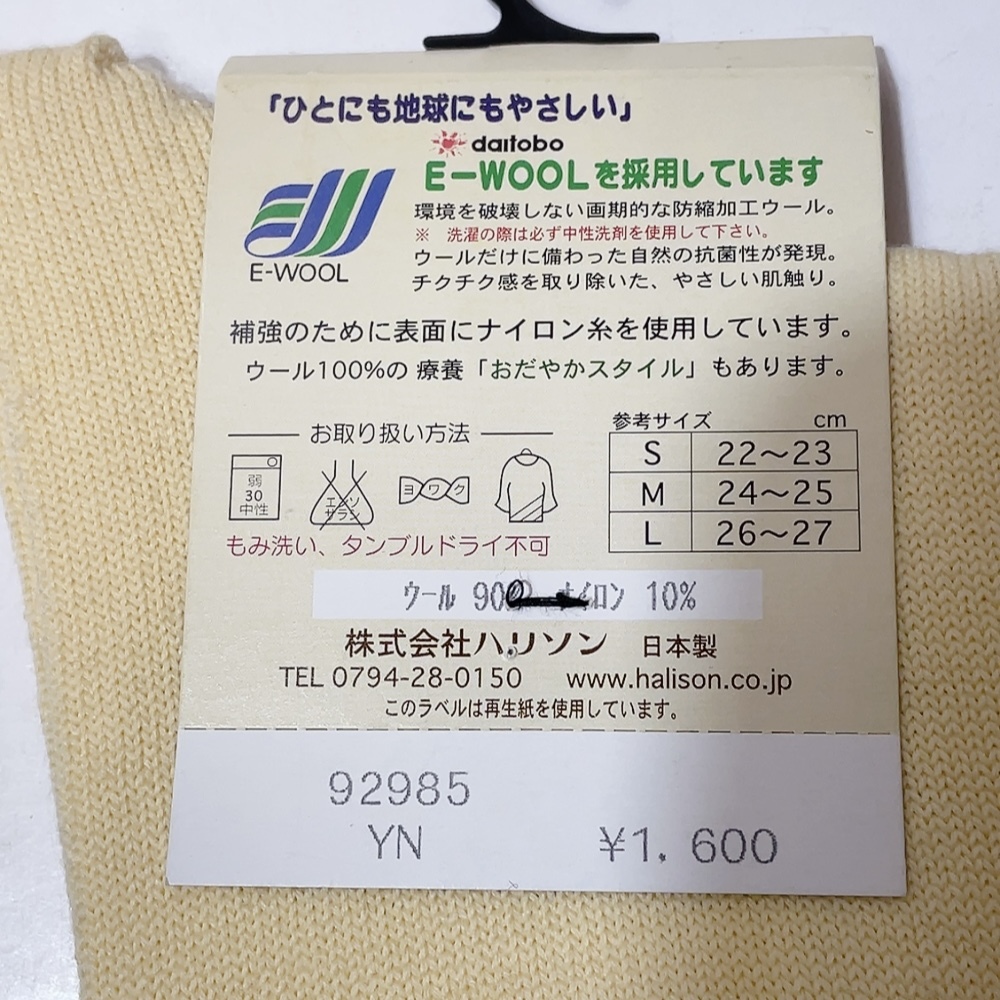 「ひとにも地球にもやさしい」
daitobo
E-WOOLを採用しています
E-WOOL
環境を破壊しない画期的な防縮加工ウール。
※ 洗濯の際は必ず中性洗剤を使用して下さい。
ウールだけに備わった自然の抗菌性が発現。
チクチク感を取り除いた、やさしい肌触り。
補強のために表面にナイロン糸を使用しています。
ウール100%の 療養「おだやかスタイル」もあります。
お取り扱い方法
弱
30
中性
エンソ
サラシ
ヨワク
もみ洗い、タンブルドライ不可
参考サイズ cm
S 22～23
M 24～25
L 26～27
ウール 90% ナイロン 10%
株式会社ハリソン 日本製
TEL 0794-28-0150 www.halison.co.jp
このラベルは再生紙を使用しています。
92985
YN ¥1,600